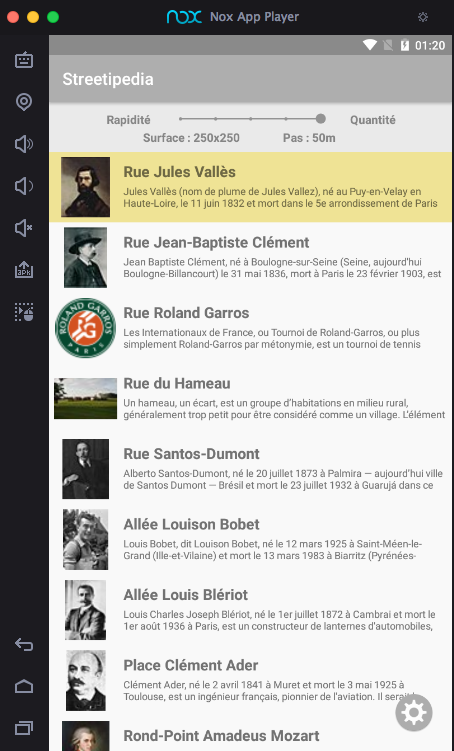 nox Nox App Player
01:20
Streetipedia
Rapidité Quantité
Surface : 250x250 Pas : 50m
Rue Jules Vallès
Jules Vallès (nom de plume de Jules Vallez), né au Puy-en-Velay en
Haute-Loire, le 11 juin 1832 et mort dans le 5e arrondissement de Paris
Rue Jean-Baptiste Clément
Jean Baptiste Clément, né à Boulogne-sur-Seine (Seine, aujourd'hui
Boulogne-Billancourt) le 31 mai 1836, mort à Paris le 23 février 1903, est
ROLAND GARROS
PARIS
Rue Roland Garros
Les Internationaux de France, ou Tournoi de Roland-Garros, ou plus
simplement Roland-Garros par métonymie, est un tournoi de tennis
Rue du Hameau
Un hameau, un écart, est un groupe d'habitations en milieu rural,
généralement trop petit pour être considéré comme un village. L'élément
Rue Santos-Dumont
Alberto Santos-Dumont, né le 20 juillet 1873 à Palmira — aujourd'hui ville
de Santos Dumont — Brésil et mort le 23 juillet 1932 à Guarujá dans ce
Allée Louison Bobet
Louis Bobet, dit Louison Bobet, né le 12 mars 1925 à Saint-Méen-le-
Grand (Ille-et-Vilaine) et mort le 13 mars 1983 à Biarritz (Pyrénées-
Allée Louis Blériot
Louis Charles Joseph Blériot, né le 1er juillet 1872 à Cambrai et mort le
1er août 1936 à Paris, est un constructeur de lanternes d'automobiles,
Place Clément Ader
Clément Ader, né le 2 avril 1841 à Muret et mort le 3 mai 1925 à
Toulouse, est un ingénieur français, pionnier de l'aviation. Il serait
Rond-Point Amadeus Mozart